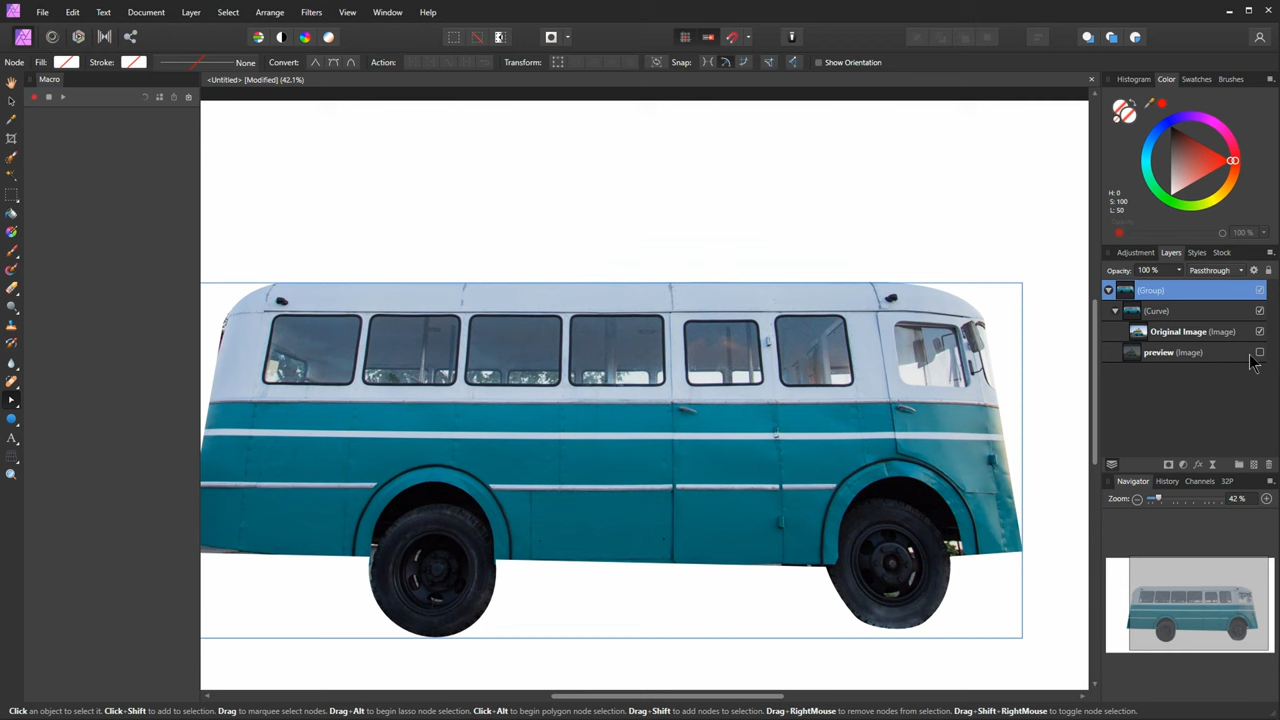 File Edit Text Document Layer Select Arrange Filters View Window Help
Node Fill: Stroke: None Convert: Action: Transform: Snap: Show Orientation
Macro
<Untitled> [Modified] (42.1%)
Histogram Color Swatches Brushes
H: 0
S: 100
L: 50
Opacity
100 %
Adjustment Layers Styles Stock
Opacity: 100 % Passthrough
(Group)
(Curve)
Original Image (Image)
preview (Image)
Navigator History Channels 32P
Zoom: 42 %
Click an object to select it. Click+Shift to add to selection. Drag to marquee select nodes. Drag+Alt to begin lasso node selection. Click+Alt to begin polygon node selection. Drag+Shift to add nodes to selection. Drag+RightMouse to remove nodes from selection. Drag+Shift+RightMouse to toggle node selection.